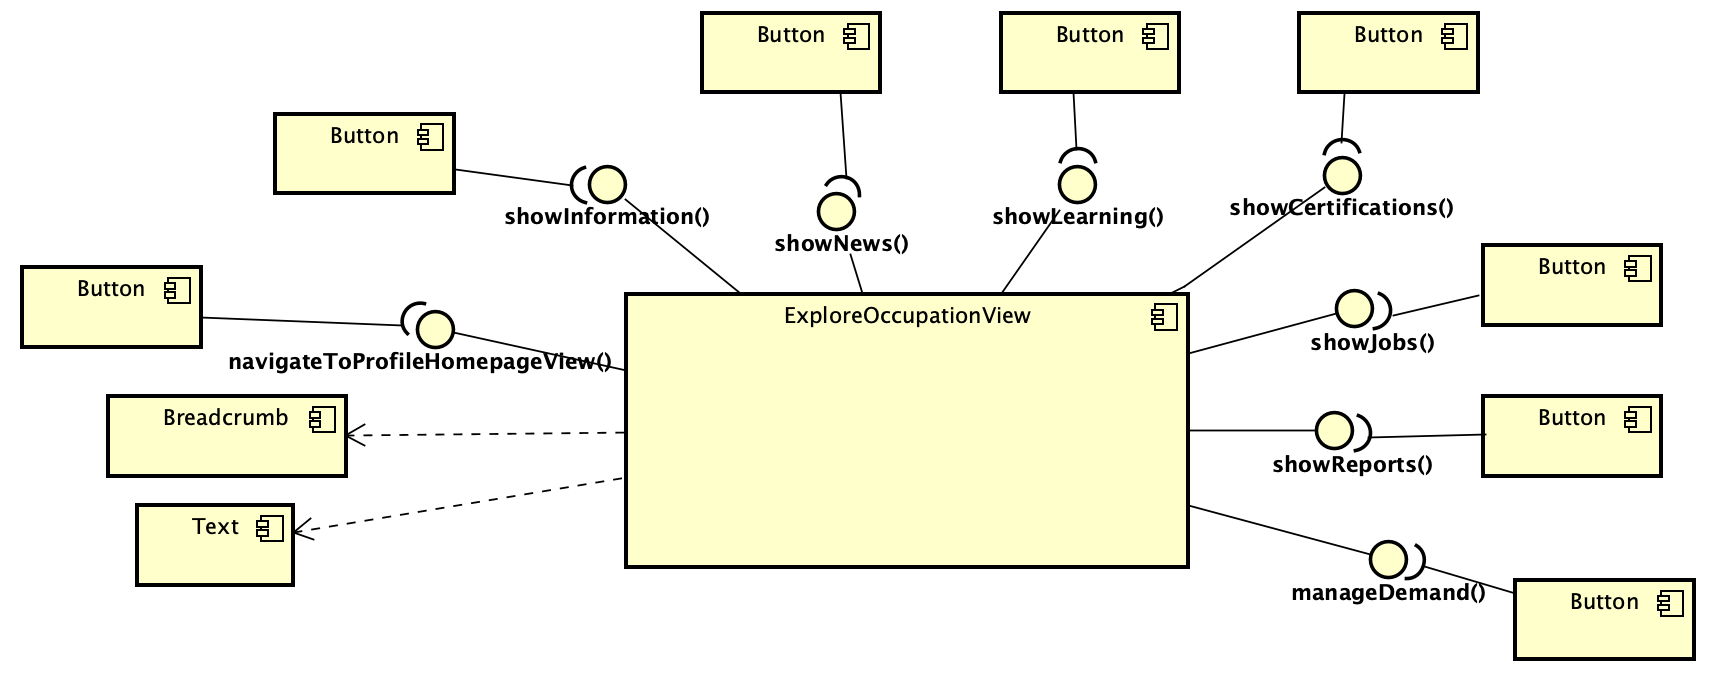 Button
Button
Button
Button
showInformation()
showNews()
showLearning()
showCertifications()
Button
Button
navigateToProfileHomepageView()
ExploreOccupationView
showJobs()
Breadcrumb
Button
showReports()
Text
manageDemand()
Button